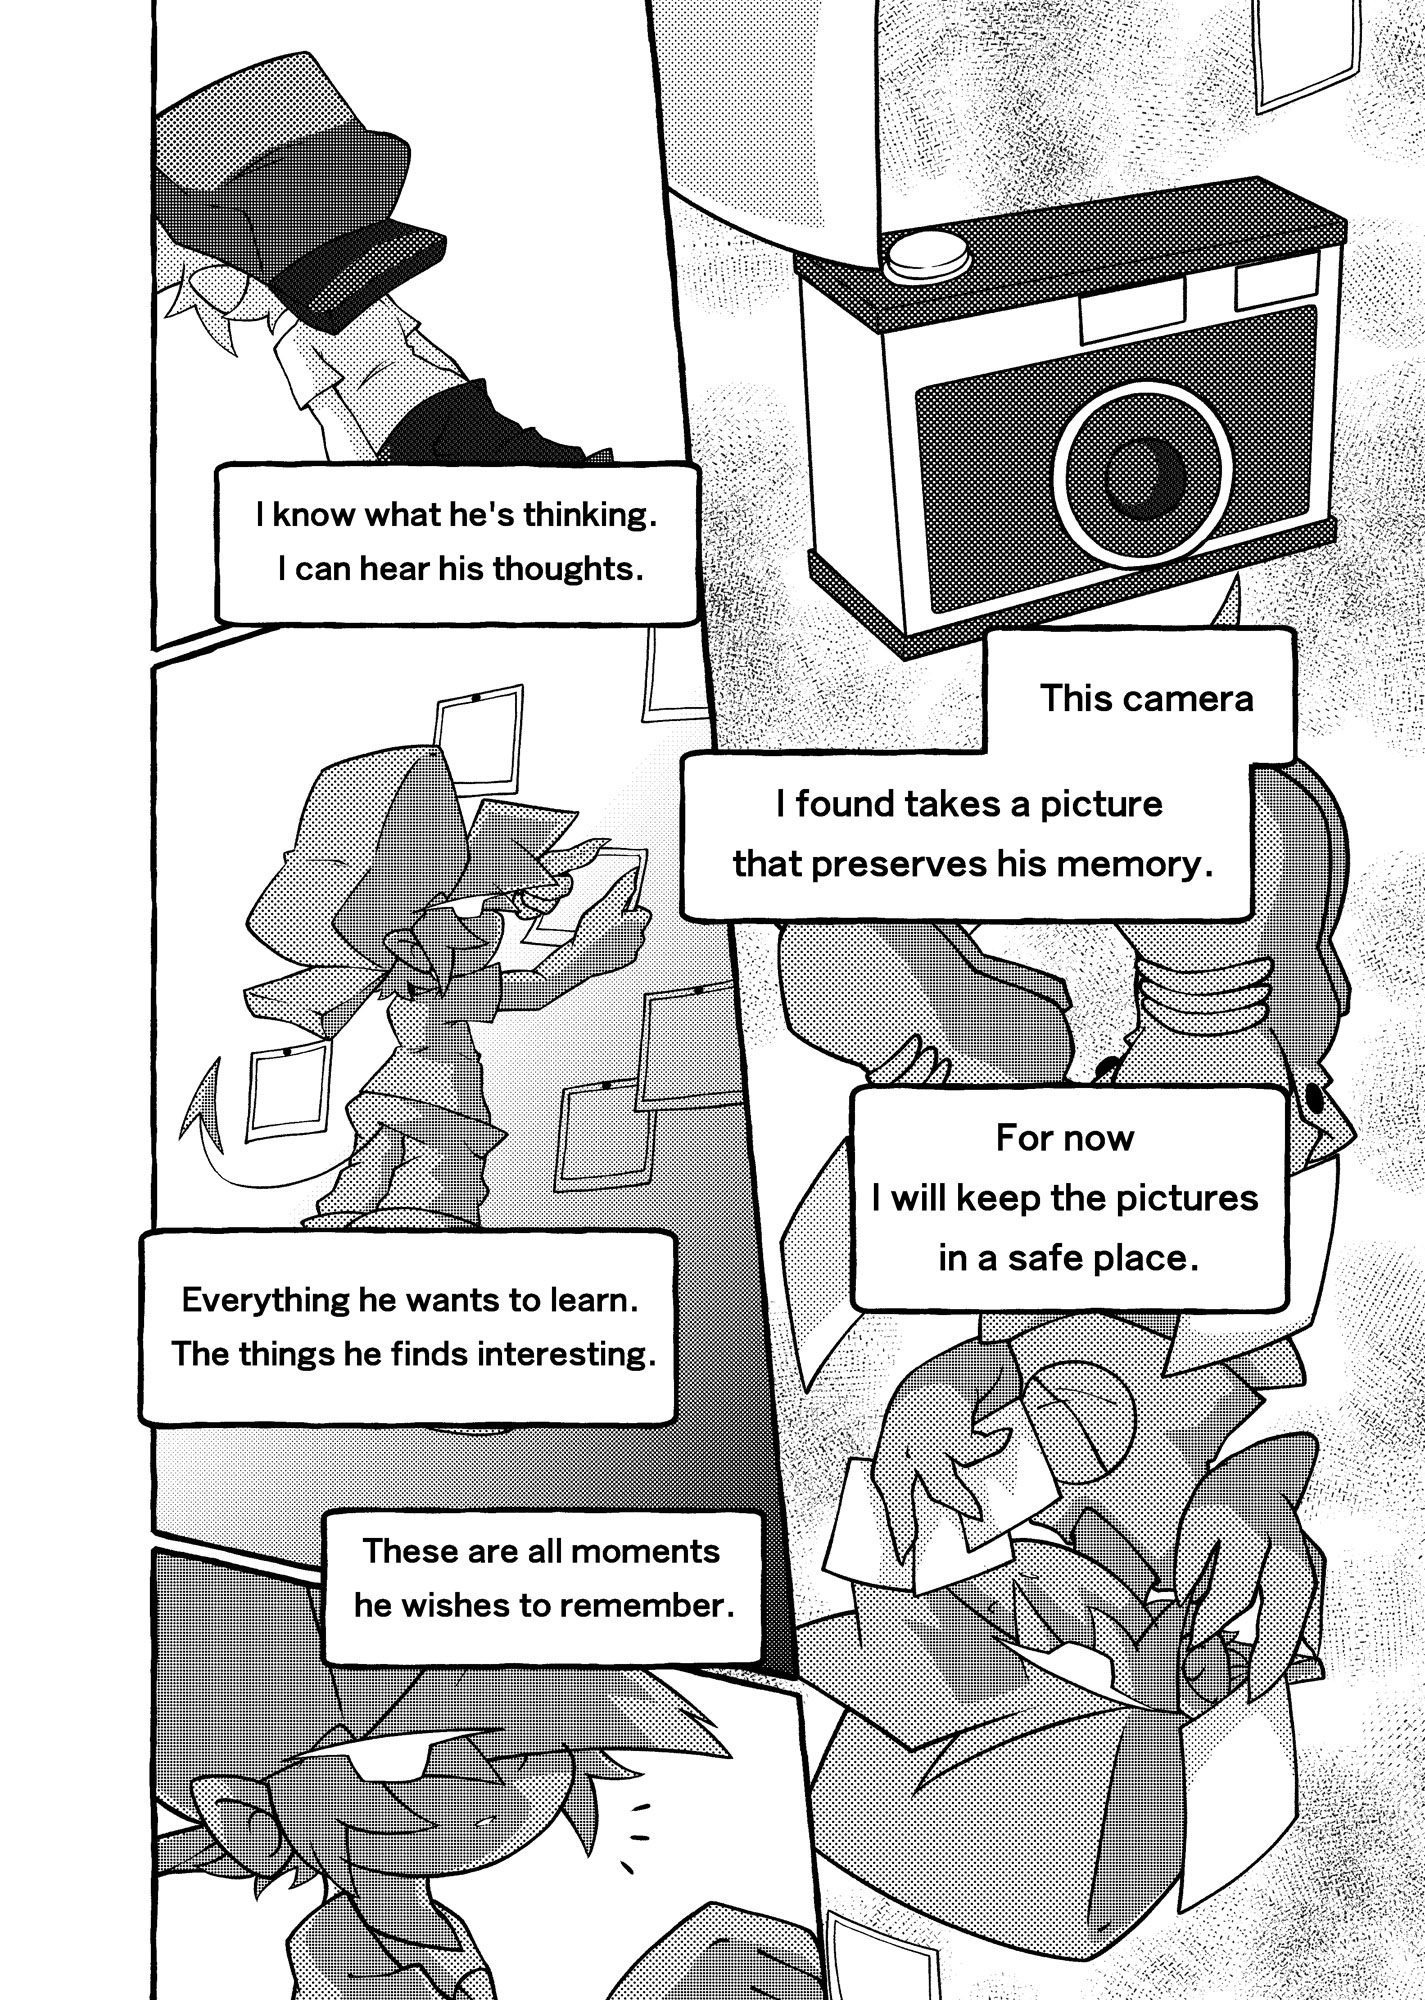 This camera
I found takes a picture
that preserves his memory.
For now
I will keep the pictures
in a safe place.
I know what he's thinking.
I can hear his thoughts.
Everything he wants to learn.
The things he finds interesting.
These are all moments
he wishes to remember.